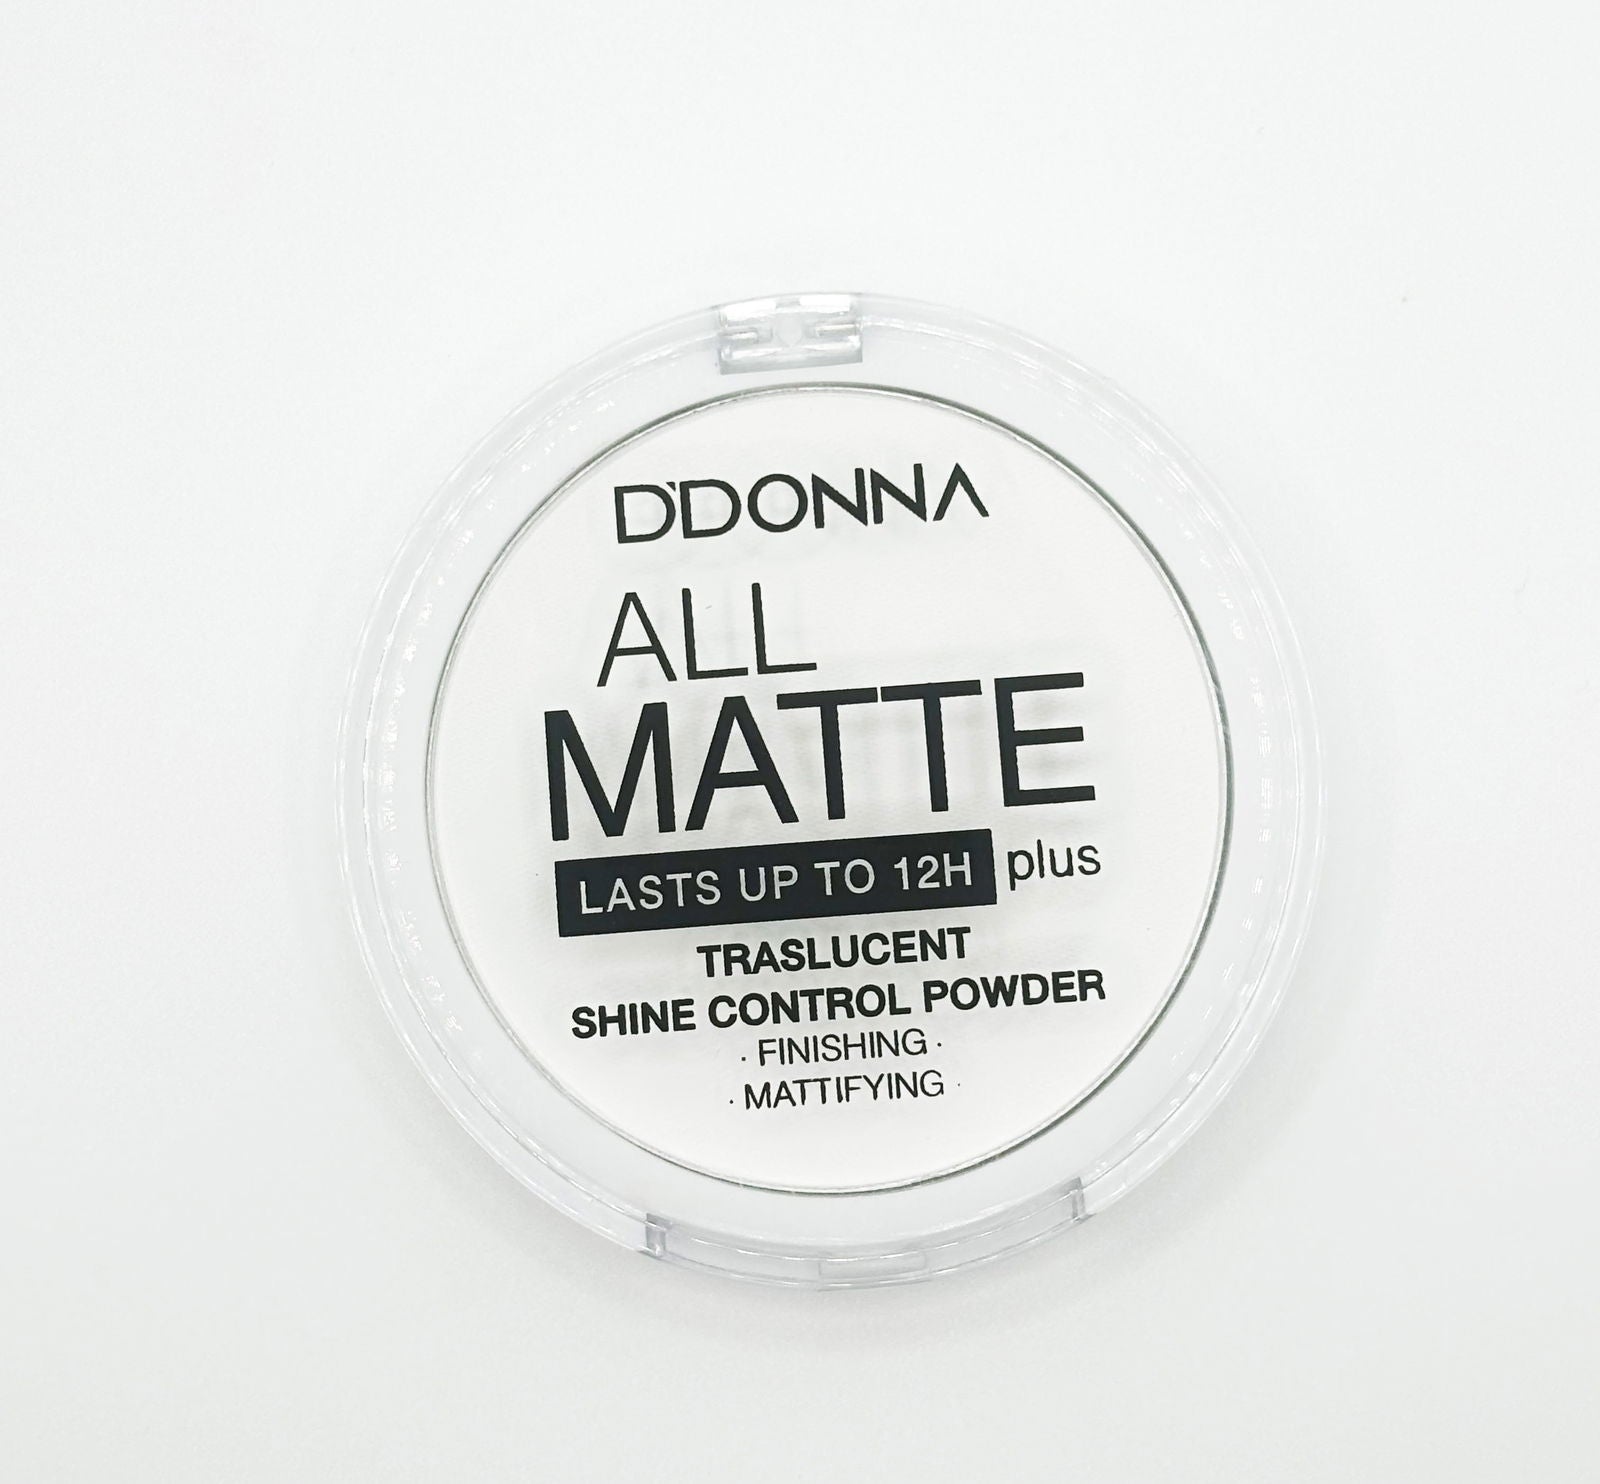 D'DONNA
ALL
MATTE
LASTS UP TO 12H plus
TRASLUCENT
SHINE CONTROL POWDER
· FINISHING ·
· MATTIFYING ·